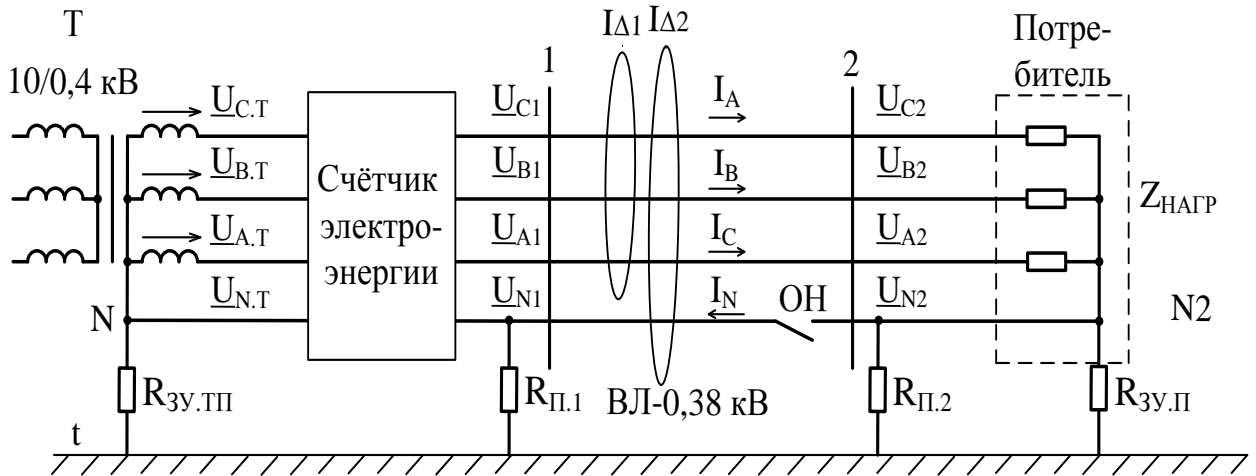 T
10/0,4 кВ
U_C.T
U_B.T
U_A.T
U_N.T
N
R_ЗУ.ТП
t
Счётчик
электро-
энергии
U_C1
U_B1
U_A1
U_N1
R_П.1
1
I_Δ1
I_Δ2
I_A
I_B
I_C
I_N
ОН
ВЛ-0,38 кВ
2
U_C2
U_B2
U_A2
U_N2
R_П.2
Потре-
битель
Z_НАГР
N2
R_ЗУ.П